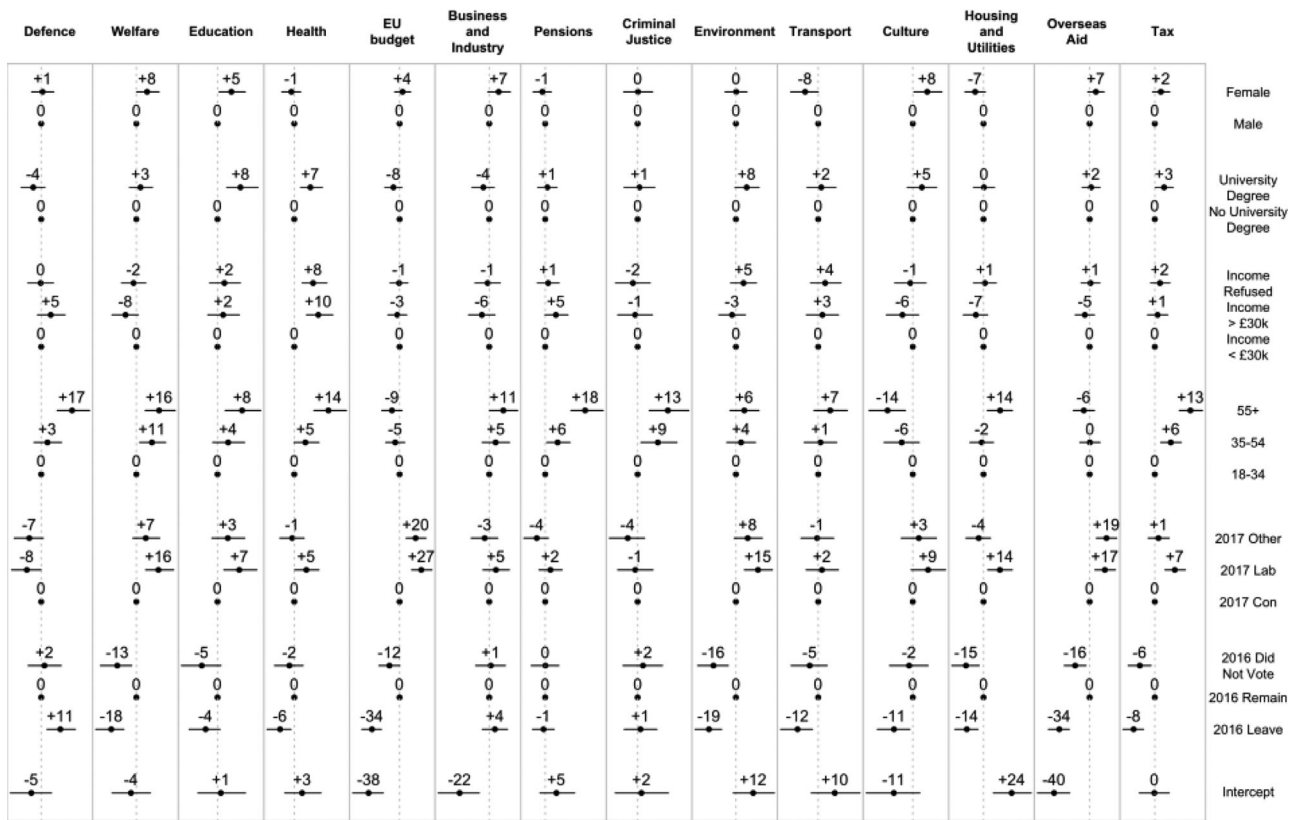 Defence Welfare Education Health EU budget Business and Industry Pensions Criminal Justice Environment Transport Culture Housing and Utilities Overseas Aid Tax
+1 +8 +5 -1 +4 +7 -1 0 0 -8 +8 -7 +7 +2 Female
0 0 0 0 0 0 0 0 0 0 0 0 0 0 Male
-4 +3 +8 +7 -8 -4 +1 +1 +8 +2 +5 0 +2 +3 University Degree
0 0 0 0 0 0 0 0 0 0 0 0 0 0 No University Degree
0 -2 +2 +8 -1 -1 +1 -2 +5 +4 -1 +1 +1 +2 Income Refused
+5 -8 +2 +10 -3 -6 +5 -1 -3 +3 -6 -7 -5 +1 Income > £30k
0 0 0 0 0 0 0 0 0 0 0 0 0 0 Income < £30k
+17 +16 +8 +14 -9 +11 +18 +13 +6 +7 -14 +14 -6 +13 55+
+3 +11 +4 +5 -5 +5 +6 +9 +4 +1 -6 -2 0 +6 35-54
0 0 0 0 0 0 0 0 0 0 0 0 0 0 18-34
-7 +7 +3 -1 +20 -3 -4 -4 +8 -1 +3 -4 +19 +1 2017 Other
-8 +16 +7 +5 +27 +5 +2 -1 +15 +2 +9 +14 +17 +7 2017 Lab
0 0 0 0 0 0 0 0 0 0 0 0 0 0 2017 Con
+2 -13 -5 -2 -12 +1 0 +2 -16 -5 -2 -15 -16 -6 2016 Did Not Vote
0 0 0 0 0 0 0 0 0 0 0 0 0 0 2016 Remain
+11 -18 -4 -6 -34 +4 -1 +1 -19 -12 -11 -14 -34 -8 2016 Leave
-5 -4 +1 +3 -38 -22 +5 +2 +12 +10 -11 +24 -40 0 Intercept